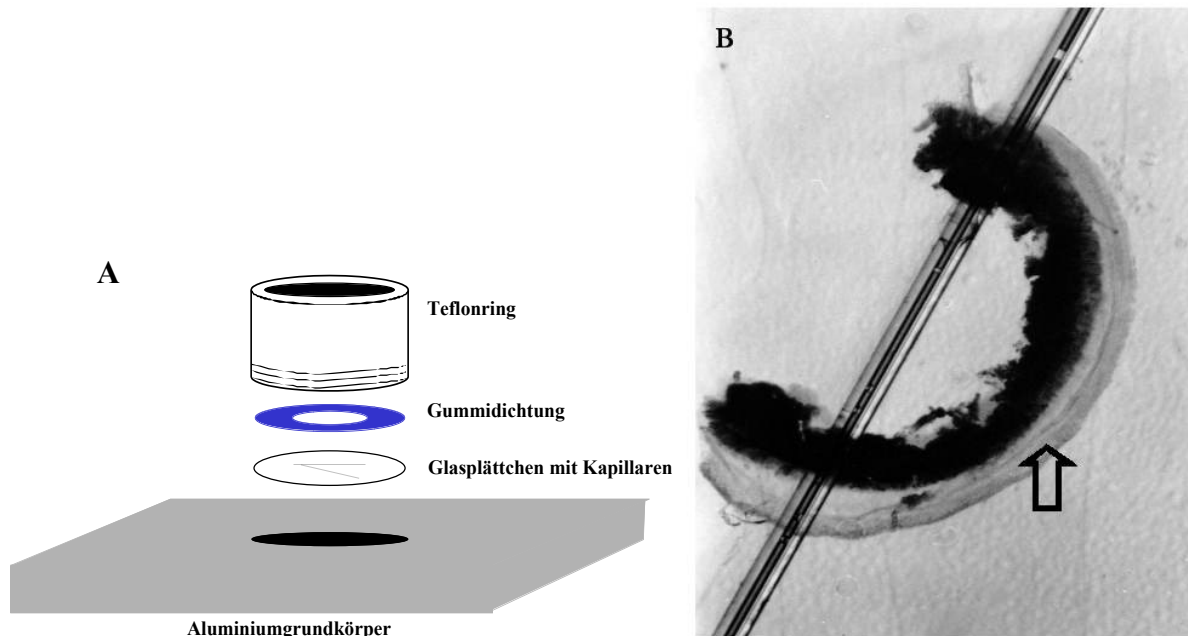 A
Teflonring
Gummidichtung
Glasplättchen mit Kapillaren
Aluminiumgrundkörper
B